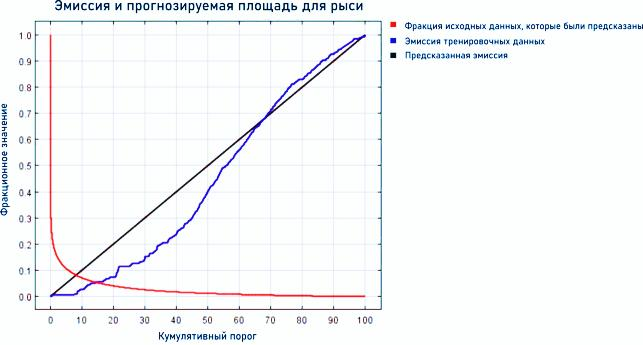 Эмиссия и прогнозируемая площадь для рыси
Фракция исходных данных, которые были предсказаны
Эмиссия тренировочных данных
Предсказанная эмиссия
Фракционное значение
1.0
0.9
0.8
0.7
0.6
0.5
0.4
0.3
0.2
0.1
0.0
0 10 20 30 40 50 60 70 80 90 100
Кумулятивный порог